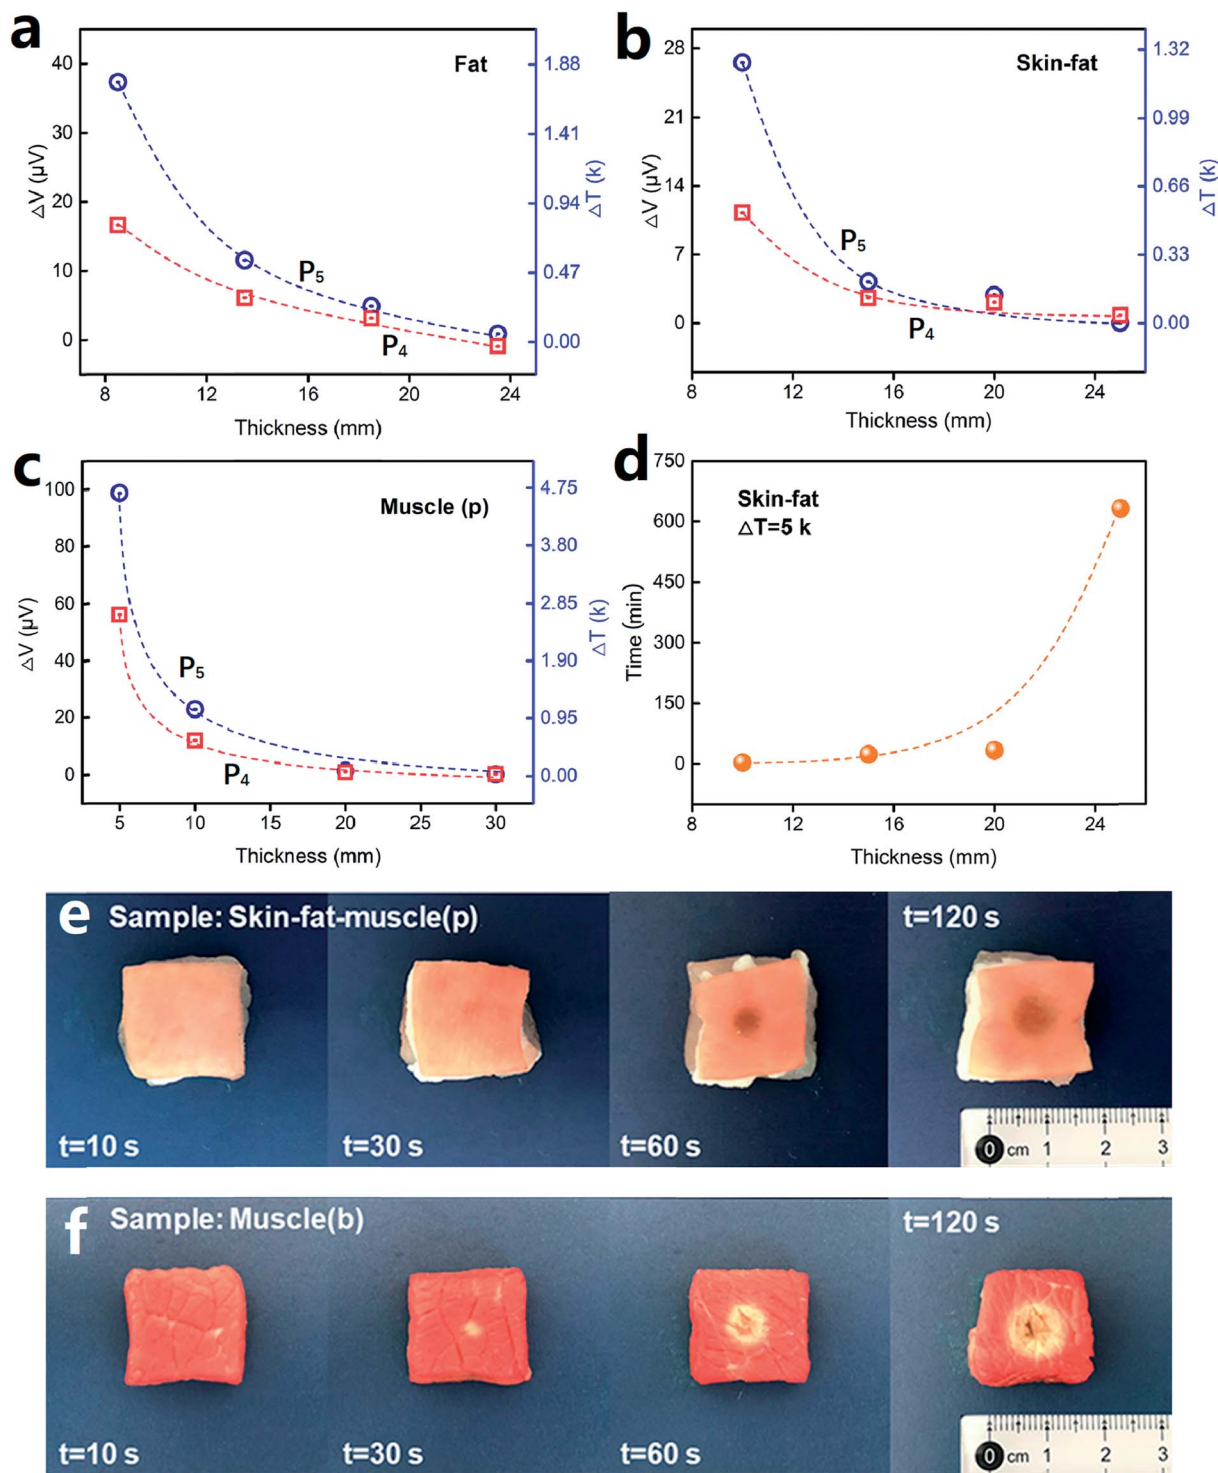 a
Fat
40
30
20
10
0
△V (µV)
1.88
1.41
0.94
0.47
0.00
△T (k)
P5
P4
8
12
16
20
24
Thickness (mm)
b
Skin-fat
28
21
14
7
0
△V (µV)
1.32
0.99
0.66
0.33
0.00
△T (k)
P5
P4
8
12
16
20
24
Thickness (mm)
c
Muscle (p)
100
80
60
40
20
0
△V (µV)
4.75
3.80
2.85
1.90
0.95
0.00
△T (k)
P5
P4
5
10
15
20
25
30
Thickness (mm)
d
Skin-fat
△T=5 k
750
600
450
300
150
0
Time (min)
8
12
16
20
24
Thickness (mm)
e
Sample: Skin-fat-muscle(p)
t=120 s
t=10 s
t=30 s
t=60 s
0 cm 1 2 3
f
Sample: Muscle(b)
t=120 s
t=10 s
t=30 s
t=60 s
0 cm 1 2 3